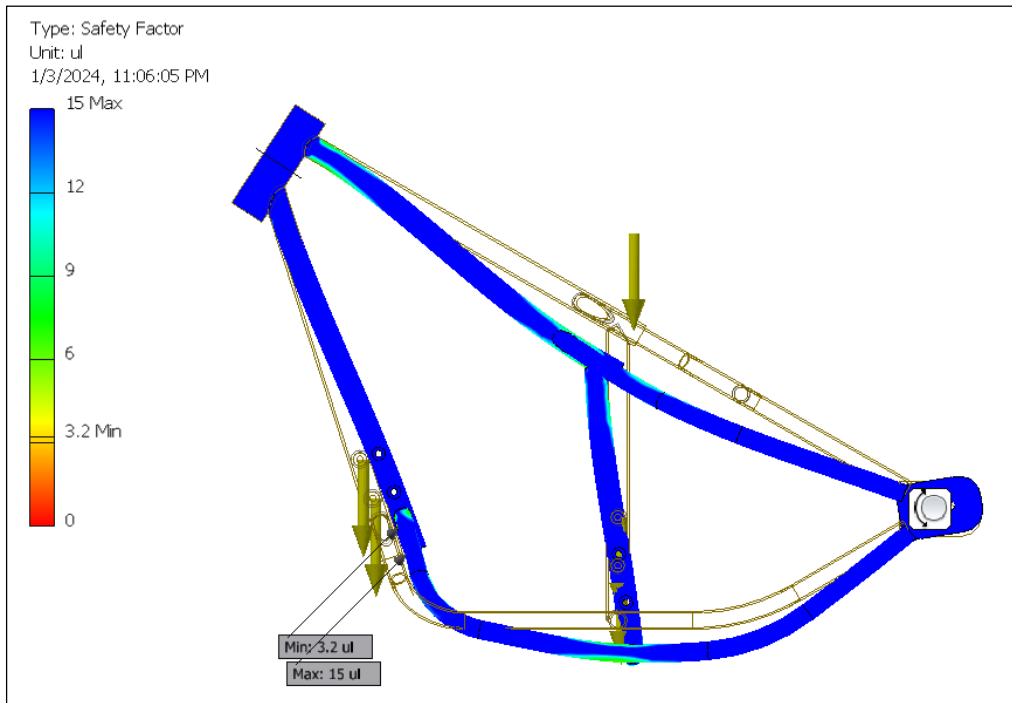 Type: Safety Factor
Unit: ul
1/3/2024, 11:06:05 PM
15 Max
12
9
6
3.2 Min
0
Min: 3.2 ul
Max: 15 ul